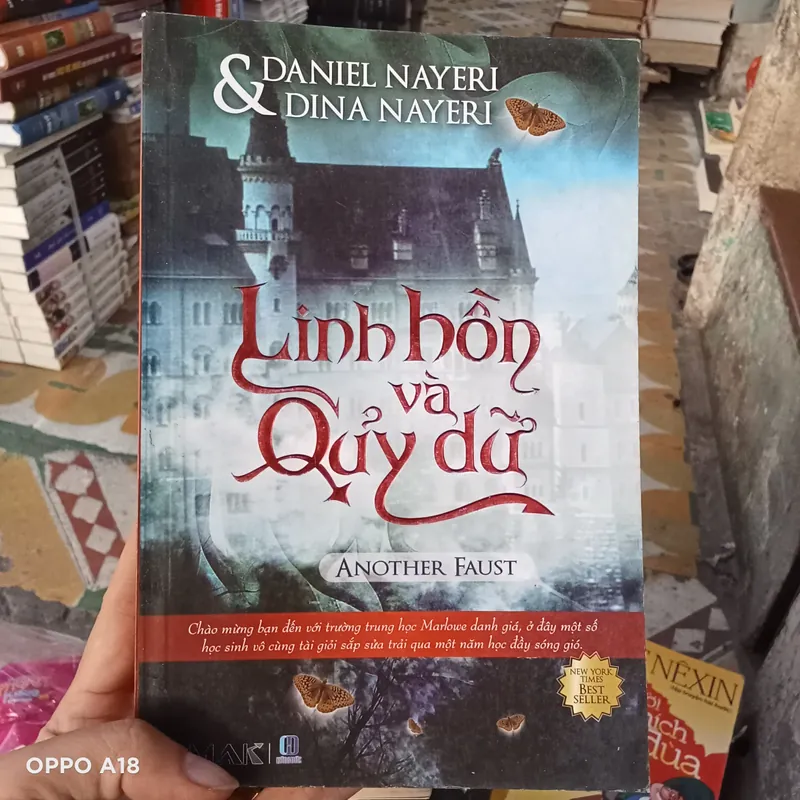 DANIEL NAYERI
& DINA NAYERI
Linh hồn
và
Quỷ dữ
ANOTHER FAUST
Chào mừng bạn đến với trường trung học Marlowe danh giá, ở đây một số
học sinh vô cùng tài giỏi sắp sửa trải qua một năm học đầy sóng gió.
NEW YORK
TIMES
BEST
SELLER
NÊXIN
OPPO A18